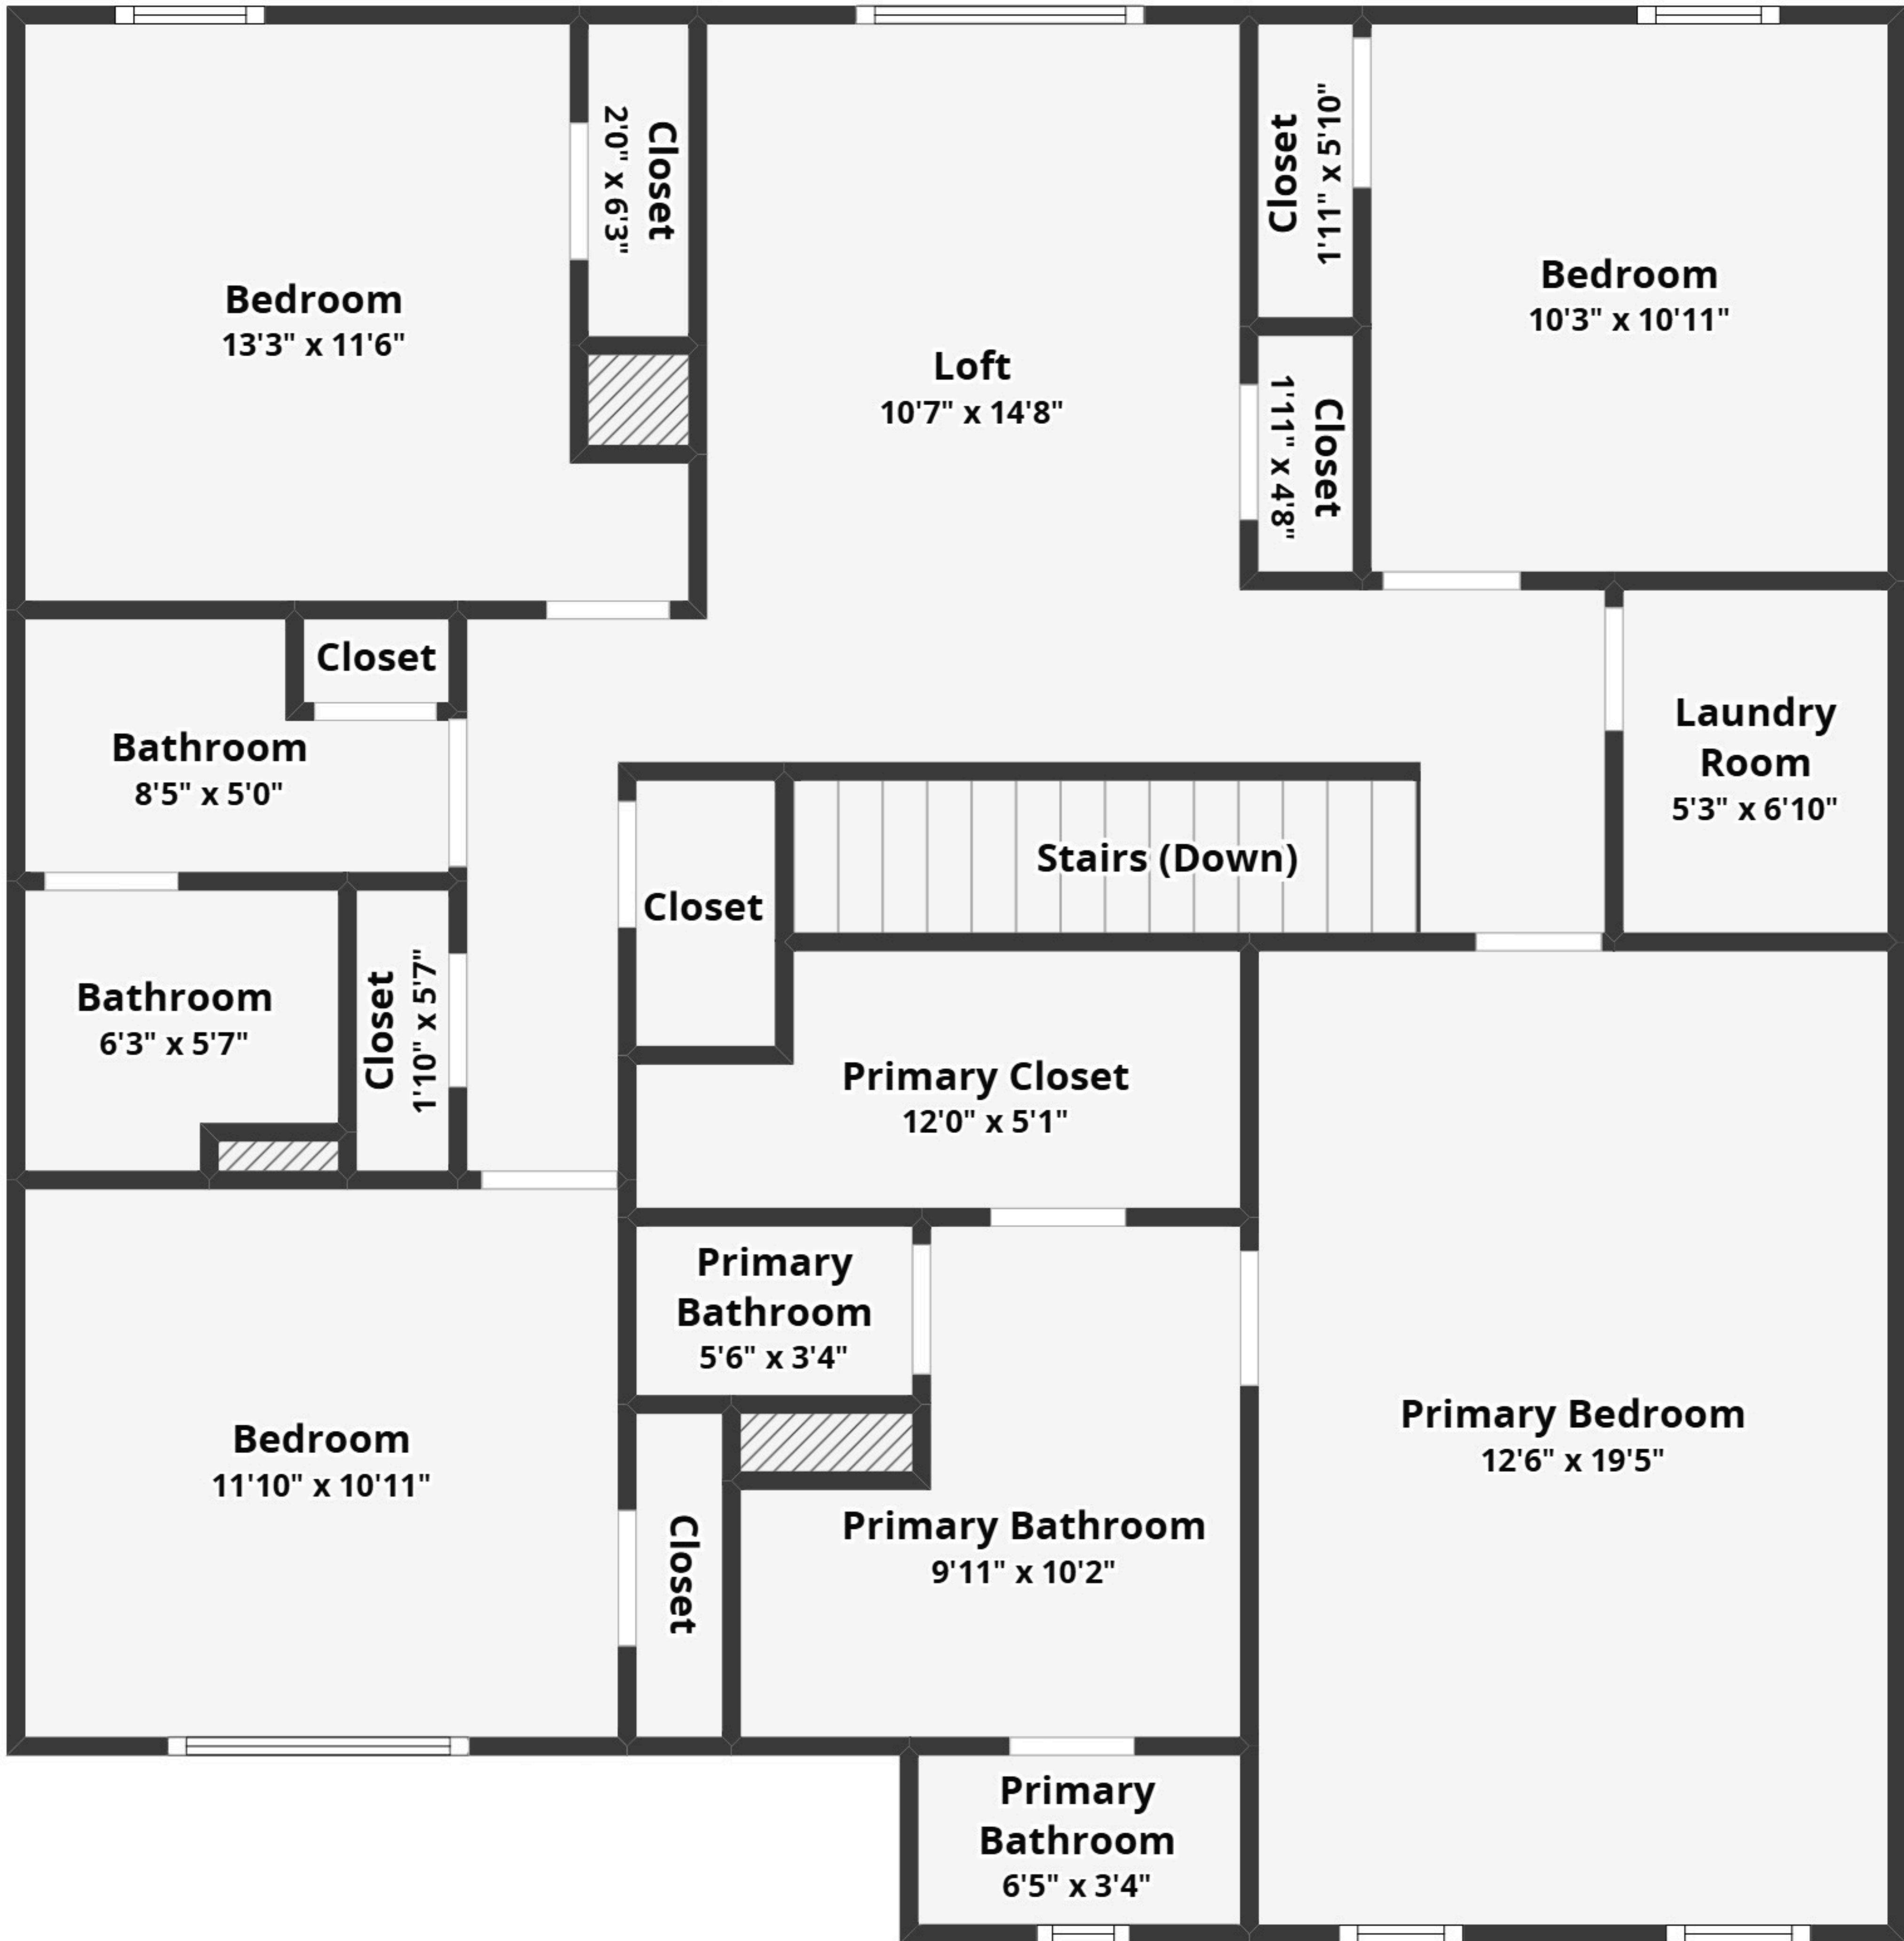 Bedroom
13'3" x 11'6"
Closet
2'0" x 6'3"
Loft
10'7" x 14'8"
Closet
1'11" x 5'10"
Closet
1'11" x 4'8"
Bedroom
10'3" x 10'11"
Closet
Bathroom
8'5" x 5'0"
Laundry
Room
5'3" x 6'10"
Stairs (Down)
Closet
Bathroom
6'3" x 5'7"
Closet
1'10" x 5'7"
Primary Closet
12'0" x 5'1"
Primary
Bathroom
5'6" x 3'4"
Bedroom
11'10" x 10'11"
Closet
Primary Bathroom
9'11" x 10'2"
Primary Bedroom
12'6" x 19'5"
Primary
Bathroom
6'5" x 3'4"